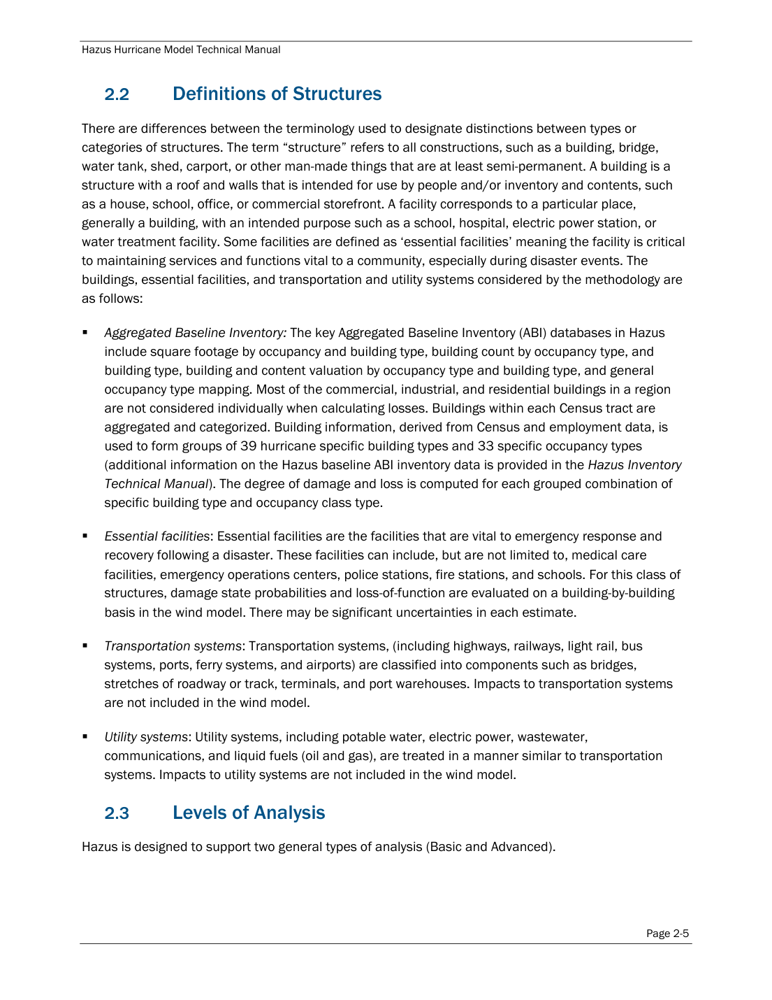 Hazus Hurricane Model Technical Manual
2.2 Definitions of Structures
There are differences between the terminology used to designate distinctions between types or
categories of structures. The term “structure” refers to all constructions, such as a building, bridge,
water tank, shed, carport, or other man-made things that are at least semi-permanent. A building is a
structure with a roof and walls that is intended for use by people and/or inventory and contents, such
as a house, school, office, or commercial storefront. A facility corresponds to a particular place,
generally a building, with an intended purpose such as a school, hospital, electric power station, or
water treatment facility. Some facilities are defined as ‘essential facilities’ meaning the facility is critical
to maintaining services and functions vital to a community, especially during disaster events. The
buildings, essential facilities, and transportation and utility systems considered by the methodology are
as follows:
▪ Aggregated Baseline Inventory: The key Aggregated Baseline Inventory (ABI) databases in Hazus
include square footage by occupancy and building type, building count by occupancy type, and
building type, building and content valuation by occupancy type and building type, and general
occupancy type mapping. Most of the commercial, industrial, and residential buildings in a region
are not considered individually when calculating losses. Buildings within each Census tract are
aggregated and categorized. Building information, derived from Census and employment data, is
used to form groups of 39 hurricane specific building types and 33 specific occupancy types
(additional information on the Hazus baseline ABI inventory data is provided in the Hazus Inventory
Technical Manual). The degree of damage and loss is computed for each grouped combination of
specific building type and occupancy class type.
▪ Essential facilities: Essential facilities are the facilities that are vital to emergency response and
recovery following a disaster. These facilities can include, but are not limited to, medical care
facilities, emergency operations centers, police stations, fire stations, and schools. For this class of
structures, damage state probabilities and loss-of-function are evaluated on a building-by-building
basis in the wind model. There may be significant uncertainties in each estimate.
▪ Transportation systems: Transportation systems, (including highways, railways, light rail, bus
systems, ports, ferry systems, and airports) are classified into components such as bridges,
stretches of roadway or track, terminals, and port warehouses. Impacts to transportation systems
are not included in the wind model.
▪ Utility systems: Utility systems, including potable water, electric power, wastewater,
communications, and liquid fuels (oil and gas), are treated in a manner similar to transportation
systems. Impacts to utility systems are not included in the wind model.
2.3 Levels of Analysis
Hazus is designed to support two general types of analysis (Basic and Advanced).
Page 2-5